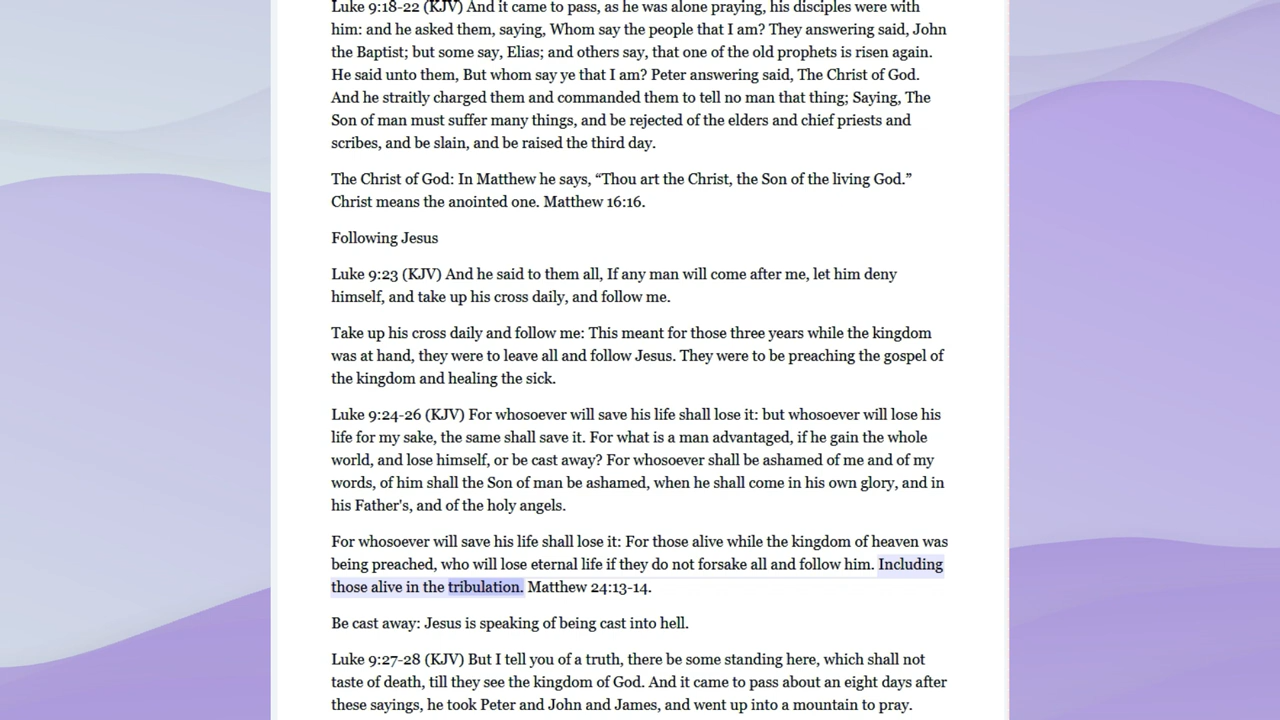 Luke 9:18-22 (KJV) And it came to pass, as he was alone praying, his disciples were with
him: and he asked them, saying, Whom say the people that I am? They answering said, John
the Baptist; but some say, Elias; and others say, that one of the old prophets is risen again.
He said unto them, But whom say ye that I am? Peter answering said, The Christ of God.
And he straitly charged them and commanded them to tell no man that thing; Saying, The
Son of man must suffer many things, and be rejected of the elders and chief priests and
scribes, and be slain, and be raised the third day.
The Christ of God: In Matthew he says, “Thou art the Christ, the Son of the living God.”
Christ means the anointed one. Matthew 16:16.
Following Jesus
Luke 9:23 (KJV) And he said to them all, If any man will come after me, let him deny
himself, and take up his cross daily, and follow me.
Take up his cross daily and follow me: This meant for those three years while the kingdom
was at hand, they were to leave all and follow Jesus. They were to be preaching the gospel of
the kingdom and healing the sick.
Luke 9:24-26 (KJV) For whosoever will save his life shall lose it: but whosoever will lose his
life for my sake, the same shall save it. For what is a man advantaged, if he gain the whole
world, and lose himself, or be cast away? For whosoever shall be ashamed of me and of my
words, of him shall the Son of man be ashamed, when he shall come in his own glory, and in
his Father's, and of the holy angels.
For whosoever will save his life shall lose it: For those alive while the kingdom of heaven was
being preached, who will lose eternal life if they do not forsake all and follow him. Including
those alive in the tribulation. Matthew 24:13-14.
Be cast away: Jesus is speaking of being cast into hell.
Luke 9:27-28 (KJV) But I tell you of a truth, there be some standing here, which shall not
taste of death, till they see the kingdom of God. And it came to pass about an eight days after
these sayings, he took Peter and John and James, and went up into a mountain to pray.